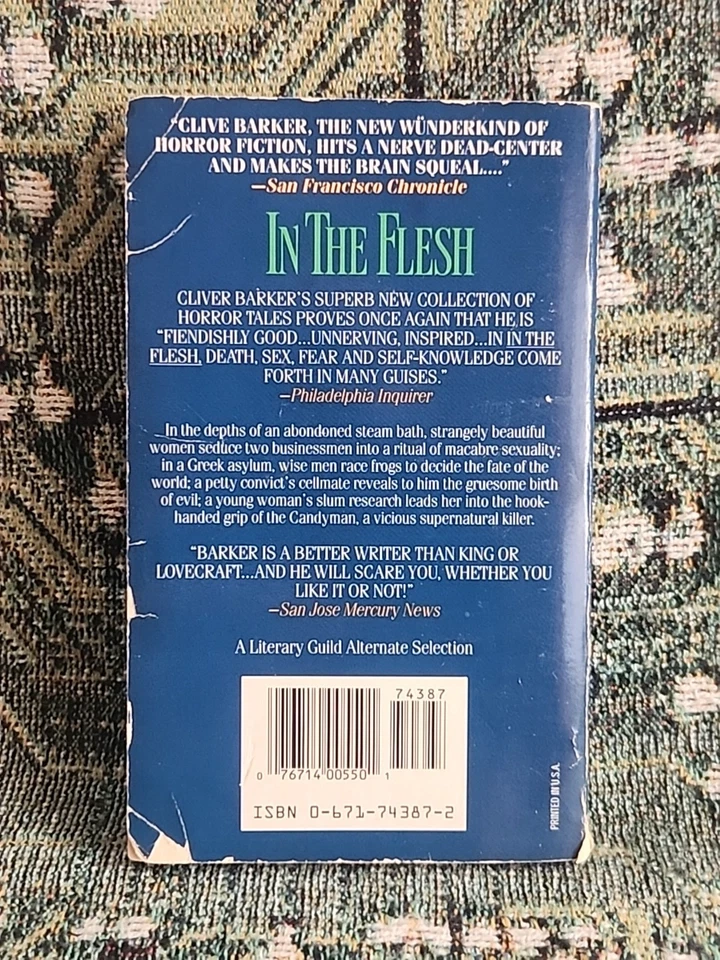 "CLIVE BARKER, THE NEW WÜNDERKIND OF
HORROR FICTION, HITS A NERVE DEAD-CENTER
AND MAKES THE BRAIN SQUEAL...."
—San Francisco Chronicle
IN THE FLESH
CLIVER BARKER'S SUPERB NEW COLLECTION OF
HORROR TALES PROVES ONCE AGAIN THAT HE IS
"FIENDISHLY GOOD...UNNERVING, INSPIRED...IN IN THE
FLESH, DEATH, SEX, FEAR AND SELF-KNOWLEDGE COME
FORTH IN MANY GUISES."
—Philadelphia Inquirer
In the depths of an abondoned steam bath, strangely beautiful
women seduce two businessmen into a ritual of macabre sexuality;
in a Greek asylum, wise men race frogs to decide the fate of the
world; a petty convict's cellmate reveals to him the gruesome birth
of evil; a young woman's slum research leads her into the hook-
handed grip of the Candyman, a vicious supernatural killer.
"BARKER IS A BETTER WRITER THAN KING OR
LOVECRAFT...AND HE WILL SCARE YOU, WHETHER YOU
LIKE IT OR NOT!"
—San Jose Mercury News
A Literary Guild Alternate Selection
74387
0 76714 00550 1
ISBN 0-671-74387-2
PRINTED IN U.S.A.